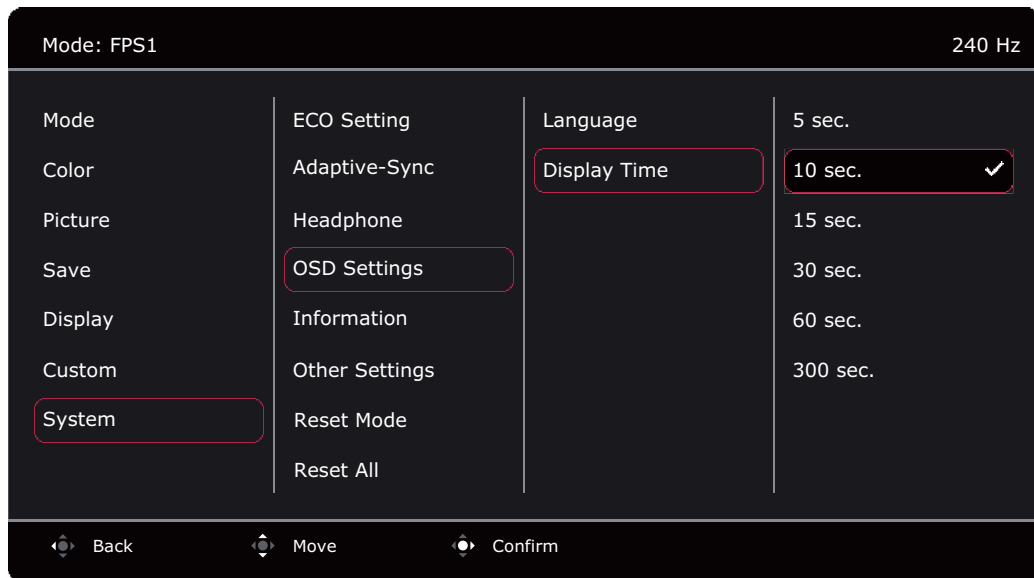 Mode: FPS1
240 Hz
Mode
Color
Picture
Save
Display
Custom
System
ECO Setting
Adaptive-Sync
Headphone
OSD Settings
Information
Other Settings
Reset Mode
Reset All
Language
Display Time
5 sec.
10 sec.
15 sec.
30 sec.
60 sec.
300 sec.
Back
Move
Confirm